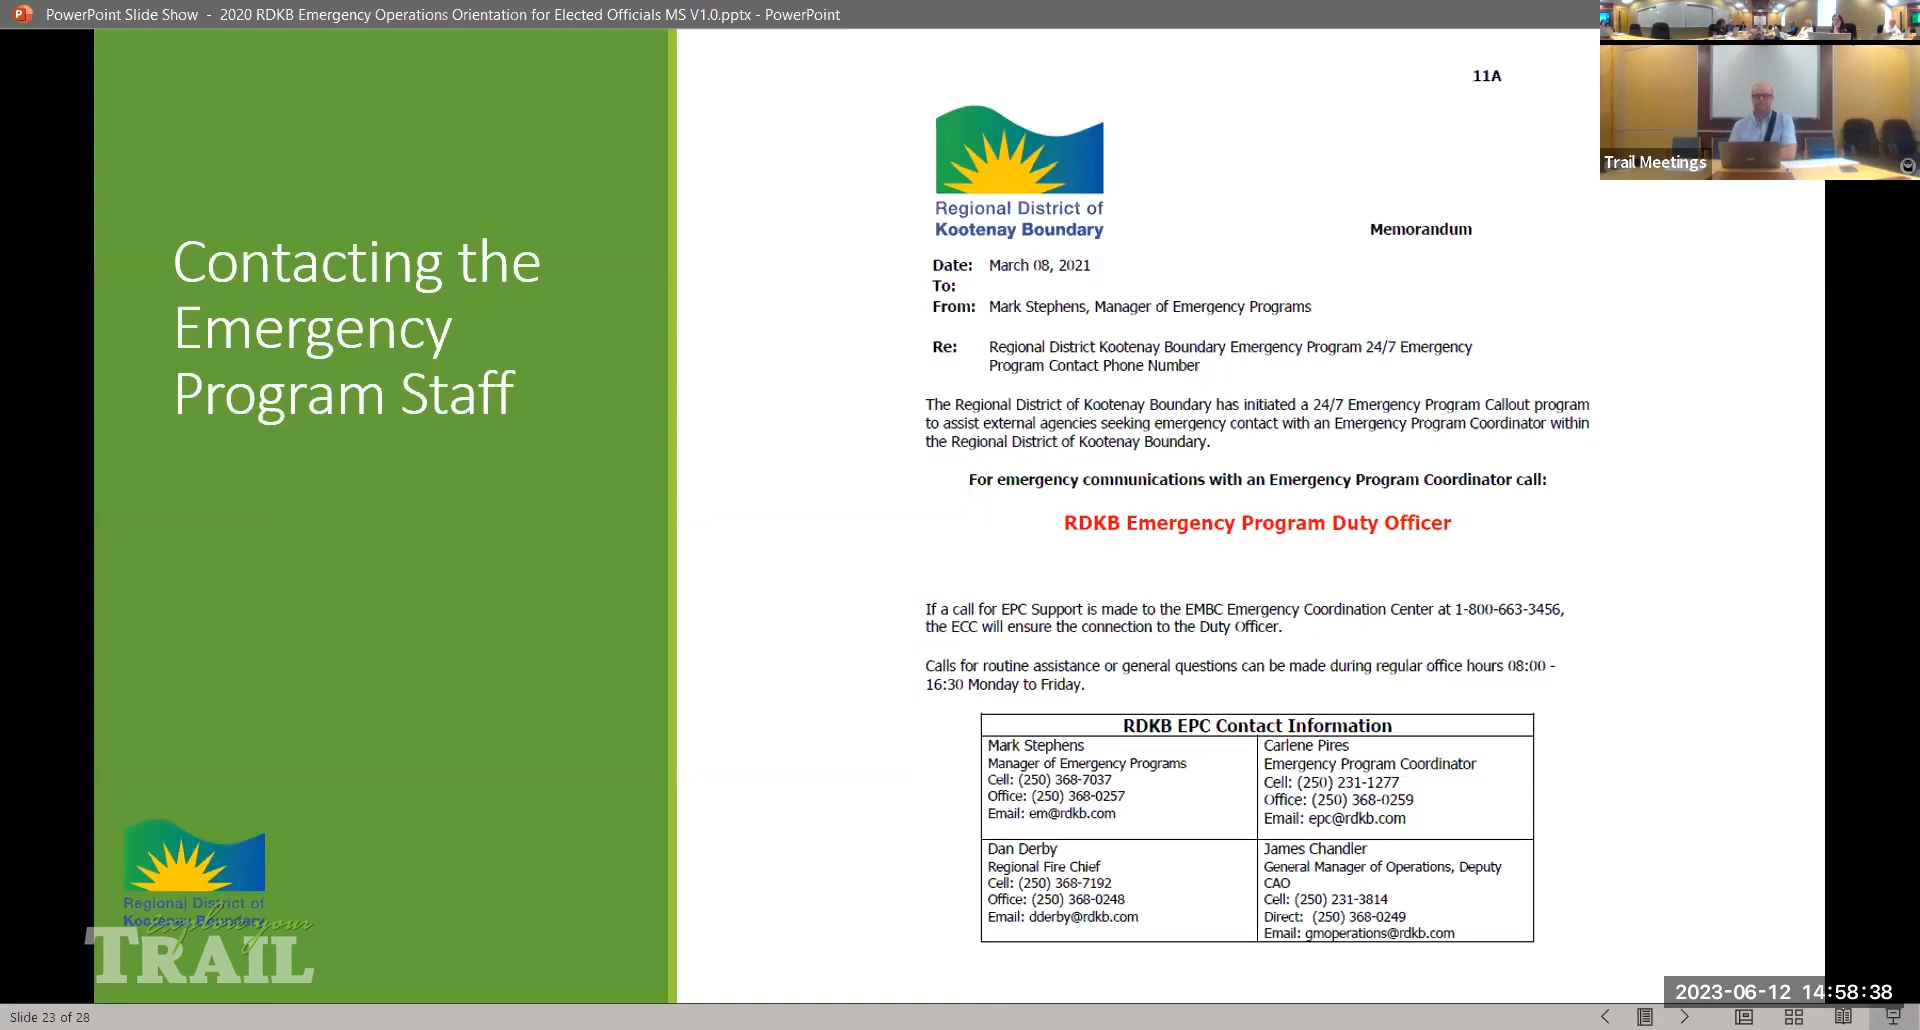 PowerPoint Slide Show - 2020 RDKB Emergency Operations Orientation for Elected Officials MS V1.0.pptx - PowerPoint
Trail Meetings
Contacting the
Emergency
Program Staff
11A
Regional District of
Kootenay Boundary
Memorandum
Date: March 08, 2021
To:
From: Mark Stephens, Manager of Emergency Programs
Re: Regional District Kootenay Boundary Emergency Program 24/7 Emergency
Program Contact Phone Number
The Regional District of Kootenay Boundary has initiated a 24/7 Emergency Program Callout program
to assist external agencies seeking emergency contact with an Emergency Program Coordinator within
the Regional District of Kootenay Boundary.
For emergency communications with an Emergency Program Coordinator call:
RDKB Emergency Program Duty Officer
If a call for EPC Support is made to the EMBC Emergency Coordination Center at 1-800-663-3456,
the ECC will ensure the connection to the Duty Officer.
Calls for routine assistance or general questions can be made during regular office hours 08:00 -
16:30 Monday to Friday.
RDKB EPC Contact Information
Mark Stephens
Manager of Emergency Programs
Cell: (250) 368-7037
Office: (250) 368-0257
Email: em@rdkb.com
Carlene Pires
Emergency Program Coordinator
Cell: (250) 231-1277
Office: (250) 368-0259
Email: epc@rdkb.com
Dan Derby
Regional Fire Chief
Cell: (250) 368-7192
Office: (250) 368-0248
Email: dderby@rdkb.com
James Chandler
General Manager of Operations, Deputy
CAO
Cell: (250) 231-3814
Direct: (250) 368-0249
Email: gmoperations@rdkb.com
Regional District of
Kootenay Boundary
explore your
TRAIL
2023-06-12 14:58:38
Slide 23 of 28